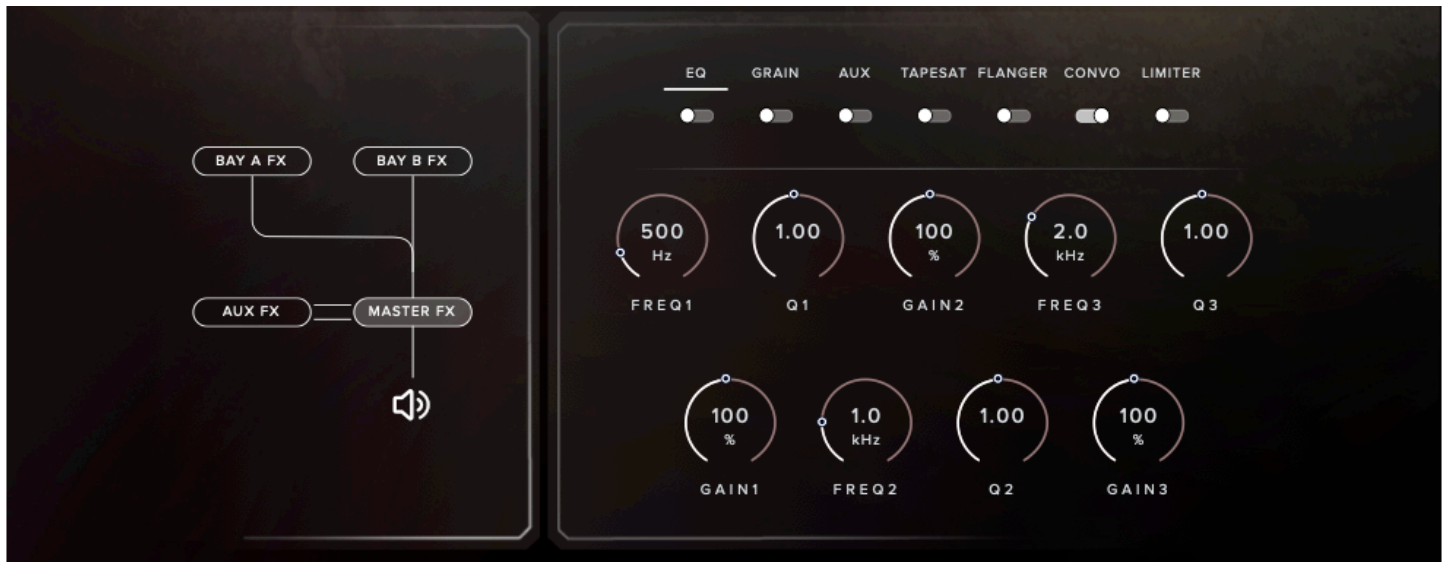 EQ GRAIN AUX TAPESAT FLANGER CONVO LIMITER
BAY A FX BAY B FX
AUX FX MASTER FX
500 1.00 100 2.0 1.00
Hz % kHz
FREQ1 Q1 GAIN2 FREQ3 Q3
100 1.0 1.00 100
% kHz %
GAIN1 FREQ2 Q2 GAIN3